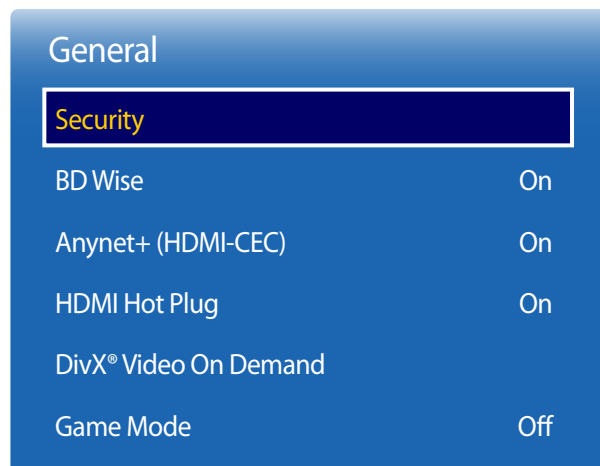 General
Security
BD Wise On
Anynet+ (HDMI-CEC) On
HDMI Hot Plug On
DivX® Video On Demand
Game Mode Off